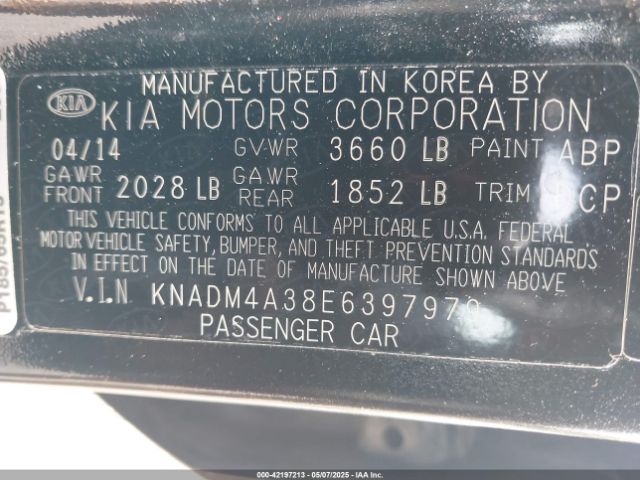 MANUFACTURED IN KOREA BY
KIA KIA MOTORS CORPORATION
04/14 GVWR 3660 LB PAINT ABP
GAWR FRONT 2028 LB GAWR REAR 1852 LB TRIM CP
THIS VEHICLE CONFORMS TO ALL APPLICABLE U.S.A. FEDERAL
MOTOR VEHICLE SAFETY, BUMPER, AND THEFT PREVENTION STANDARDS
IN EFFECT ON THE DATE OF MANUFACTURE SHOWN ABOVE
V.I.N KNADM4A38E6397970
PASSENGER CAR
000-42197213 - 05/07/2025 - IAA Inc.